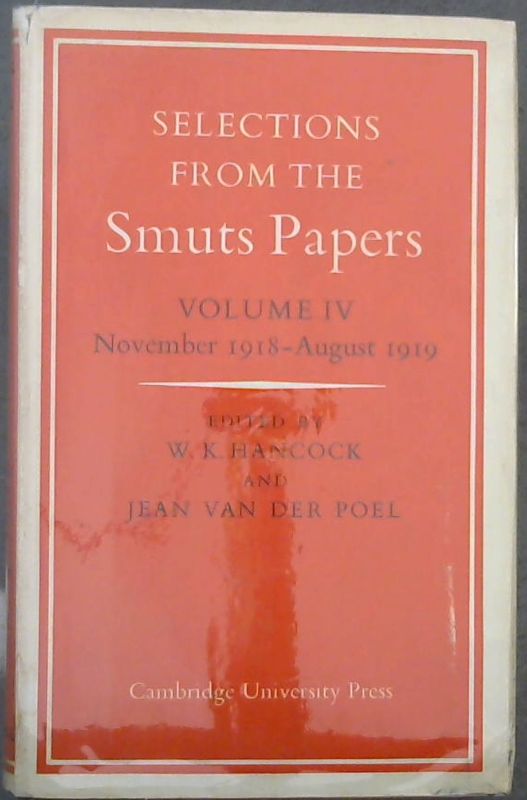 SELECTIONS
FROM THE
Smuts Papers
VOLUME IV
November 1918–August 1919
EDITED BY
W. K. HANCOCK
AND
JEAN VAN DER POEL
Cambridge University Press